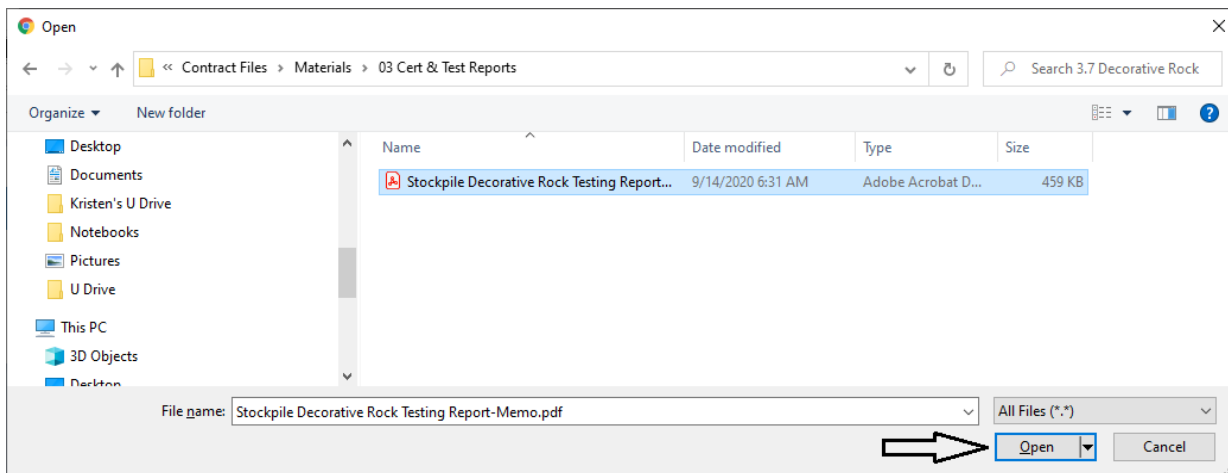 Open
« Contract Files > Materials > 03 Cert & Test Reports
Search 3.7 Decorative Rock
Organize
New folder
Name
Date modified
Type
Size
Desktop
Documents
Kristen's U Drive
Notebooks
Pictures
U Drive
This PC
3D Objects
Desktop
Stockpile Decorative Rock Testing Report...
9/14/2020 6:31 AM
Adobe Acrobat D...
459 KB
File name:
Stockpile Decorative Rock Testing Report-Memo.pdf
All Files (*.*)
Open
Cancel